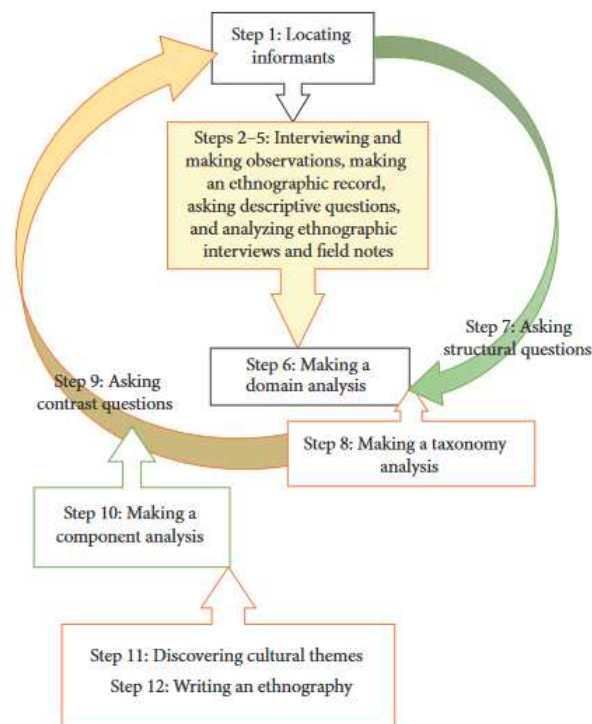 Step 1: Locating
informants
Steps 2–5: Interviewing and
making observations, making
an ethnographic record,
asking descriptive questions,
and analyzing ethnographic
interviews and field notes
Step 7: Asking
structural questions
Step 6: Making a
domain analysis
Step 9: Asking
contrast questions
Step 8: Making a taxonomy
analysis
Step 10: Making a
component analysis
Step 11: Discovering cultural themes
Step 12: Writing an ethnography